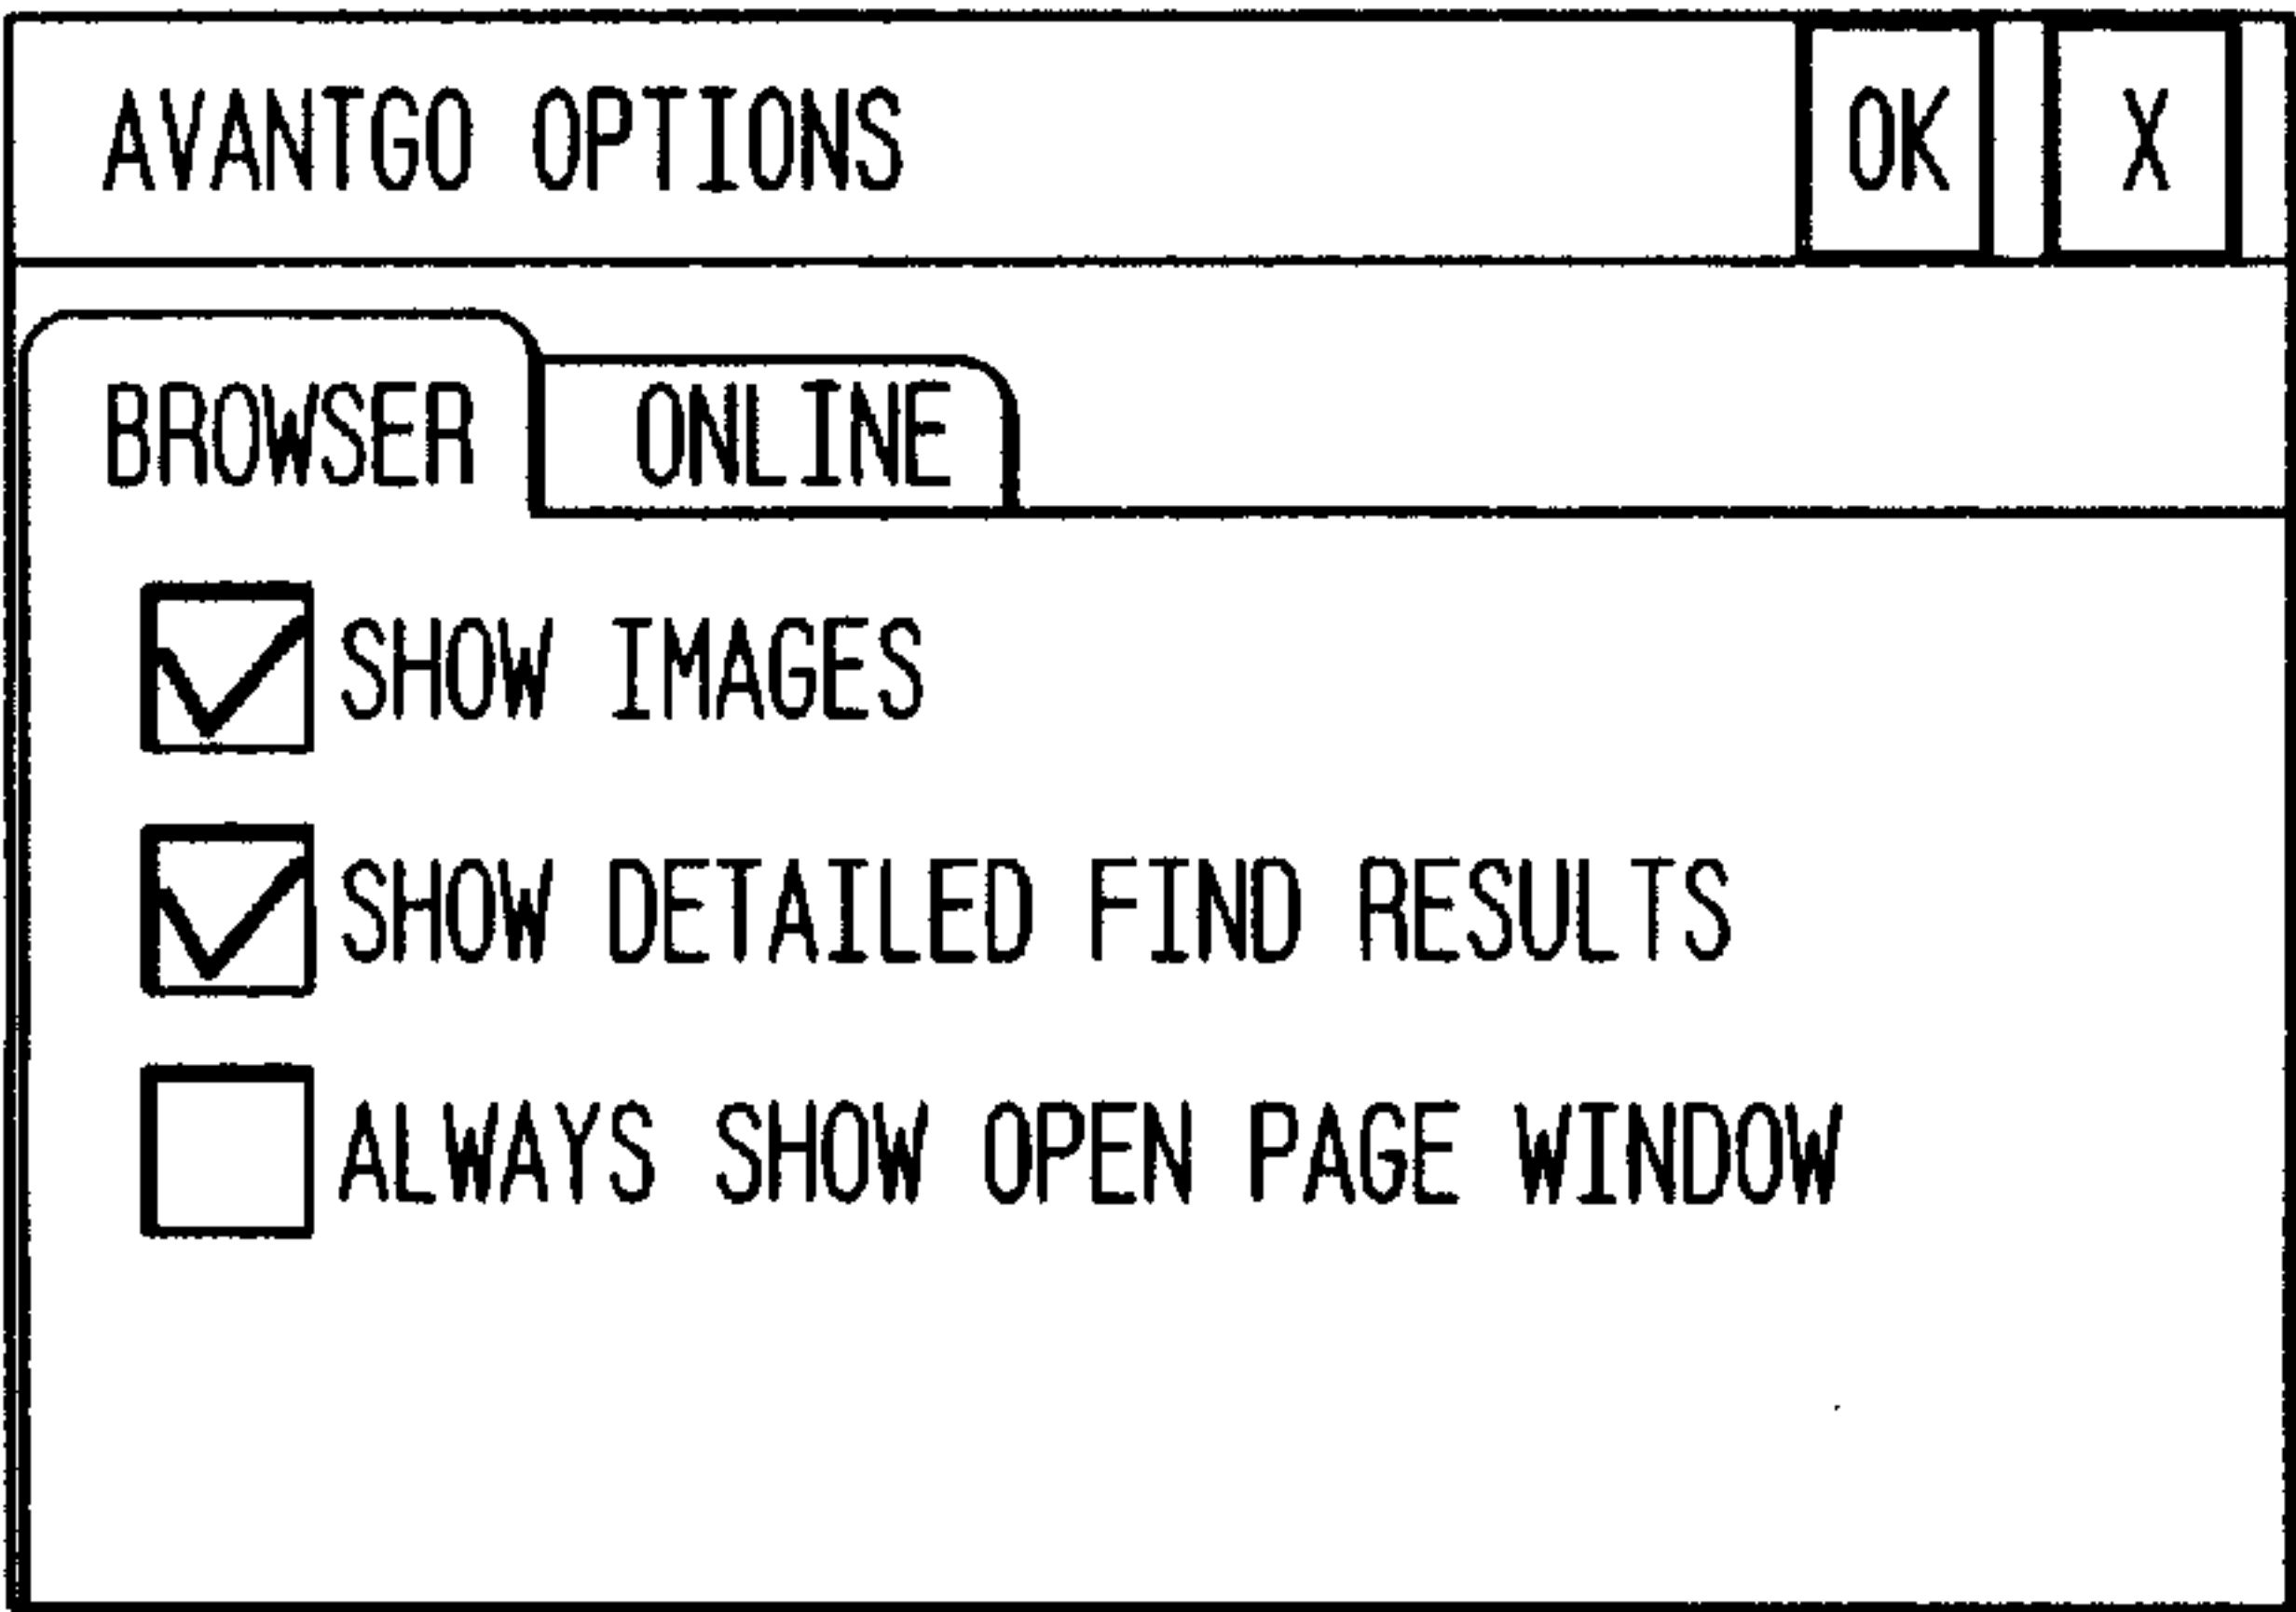 AVANTGO OPTIONS OK X
BROWSER ONLINE
SHOW IMAGES
SHOW DETAILED FIND RESULTS
ALWAYS SHOW OPEN PAGE WINDOW